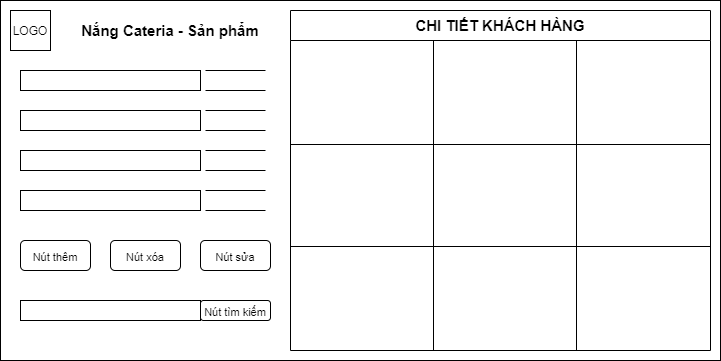 LOGO
Nắng Cateria - Sản phẩm
CHI TIẾT KHÁCH HÀNG
Nút thêm
Nút xóa
Nút sửa
Nút tìm kiếm